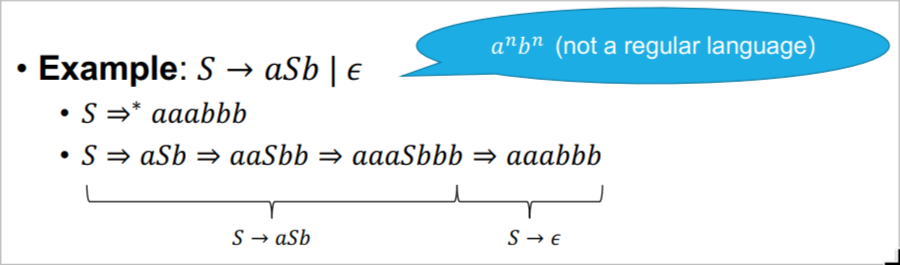 aⁿbⁿ (not a regular language)
• Example: S → aSb | ϵ
• S ⇒* aaabbb
• S ⇒ aSb ⇒ aaSbb ⇒ aaaSbbb ⇒ aaabbb
S → aSb S → ϵ